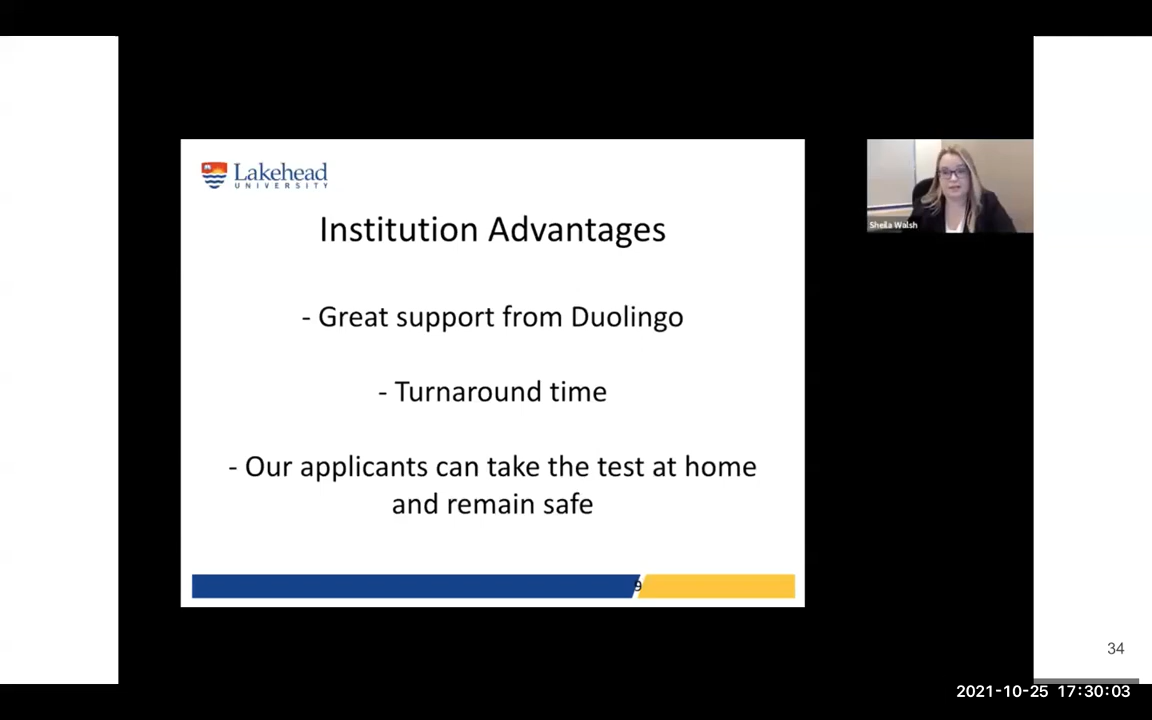 Lakehead
UNIVERSITY
Institution Advantages
- Great support from Duolingo
- Turnaround time
- Our applicants can take the test at home
and remain safe
9
Sheila Walsh
34
2021-10-25 17:30:03